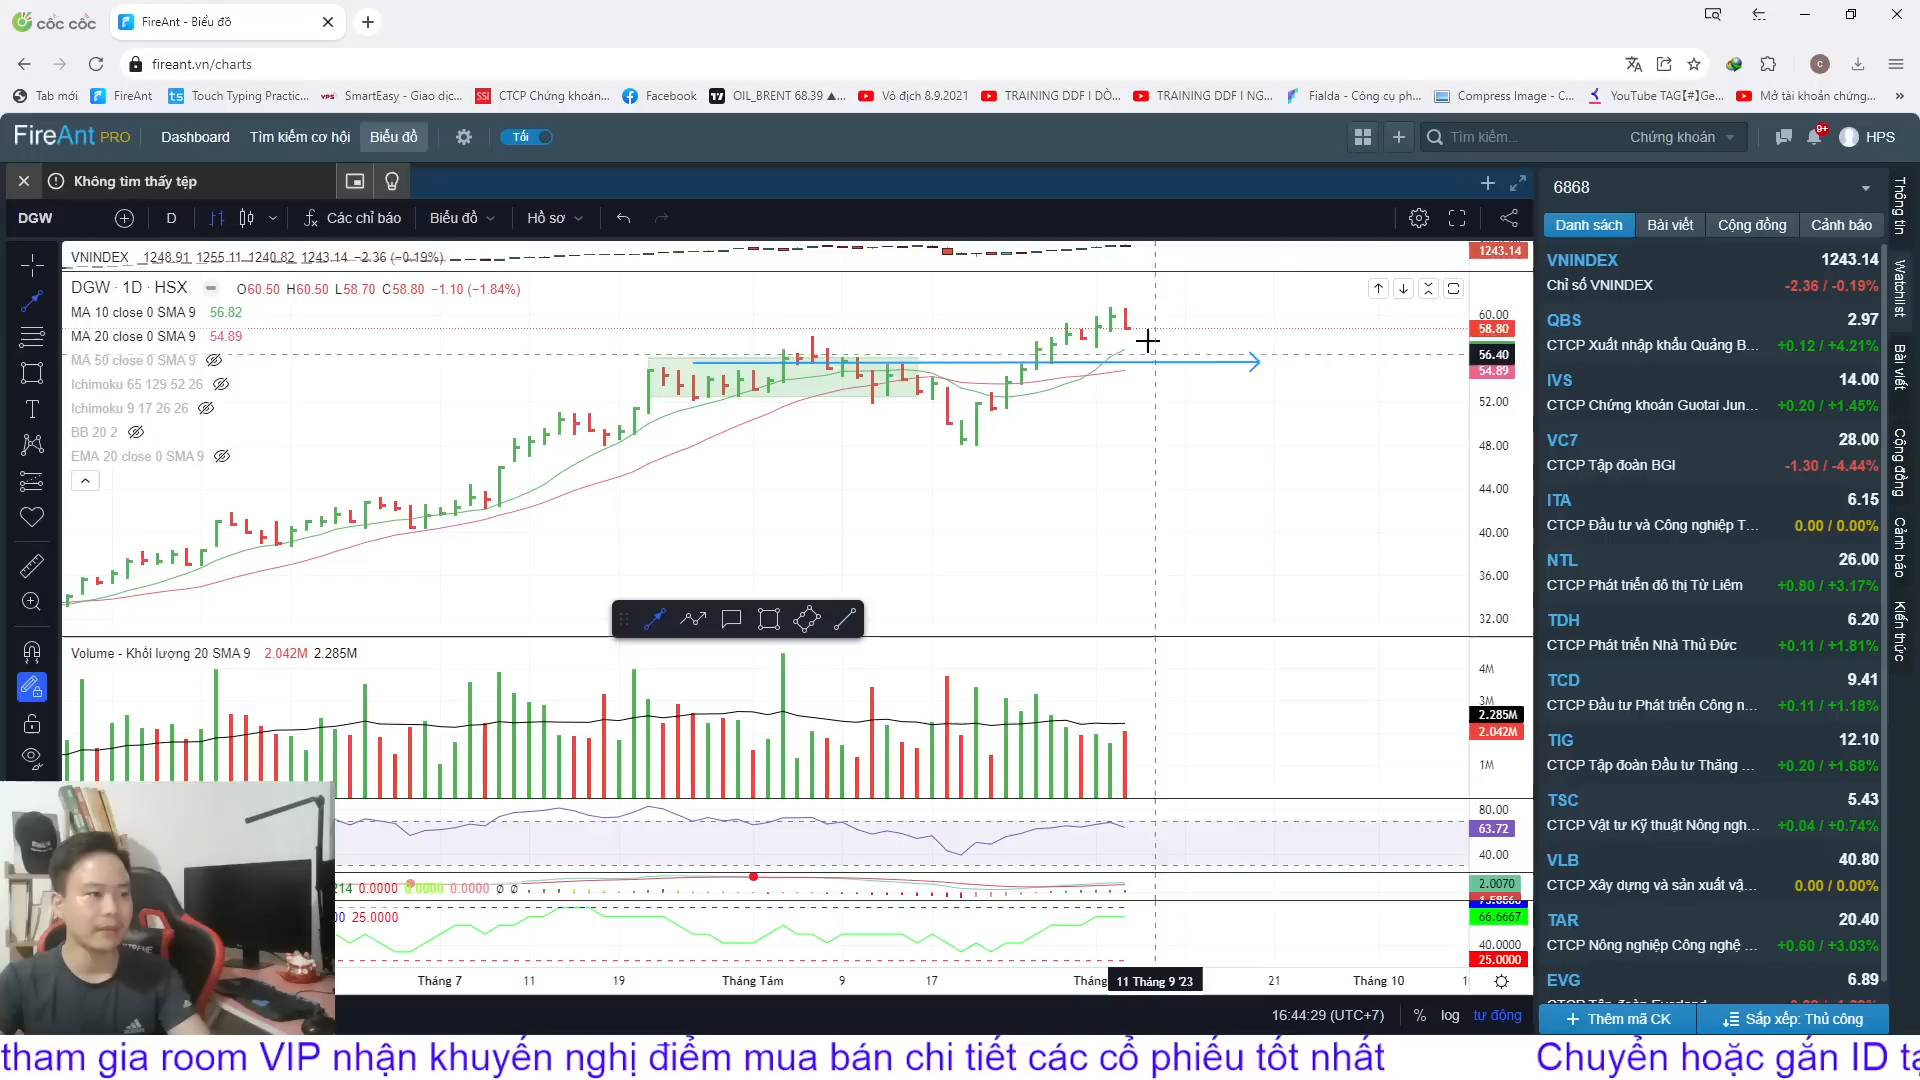 cốc cốc
FireAnt - Biểu đồ
fireant.vn/charts
Tab mới
FireAnt
Touch Typing Practic...
SmartEasy - Giao dịc...
CTCP Chứng khoán...
Facebook
OIL_BRENT 68.39 ▲...
Vô địch 8.9.2021
TRAINING DDF I DÒ...
TRAINING DDF I NG...
Fialda - Công cụ ph...
Compress Image - C...
YouTube TAG【#】Ge...
Mở tài khoản chứng...
FireAnt PRO
Dashboard
Tìm kiếm cơ hội
Biểu đồ
Tối
Tìm kiếm...
Chứng khoán
9+
HPS
Không tìm thấy tệp
DGW
D
Các chỉ báo
Biểu đồ
Hồ sơ
VNINDEX 1248.91 1255.11 1240.82 1243.14 −2.36 (−0.19%)
DGW · 1D · HSX
O60.50 H60.50 L58.70 C58.80 −1.10 (−1.84%)
MA 10 close 0 SMA 9 56.82
MA 20 close 0 SMA 9 54.89
MA 50 close 0 SMA 9
Ichimoku 65 129 52 26
Ichimoku 9 17 26 26
BB 20 2
EMA 20 close 0 SMA 9
1243.14
60.00
58.80
56.40
54.89
52.00
48.00
44.00
40.00
36.00
32.00
Volume - Khối lượng 20 SMA 9 2.042M 2.285M
4M
3M
2.285M
2.042M
1M
80.00
63.72
40.00
214 0.0000 0.0000 0.0000 Ø Ø
2.0070
00 25.0000
66.6667
40.0000
25.0000
Tháng 7
11
19
Tháng Tám
9
17
Tháng
11 Tháng 9 '23
21
Tháng 10
16:44:29 (UTC+7)
%
log
tự động
6868
Danh sách
Bài viết
Cộng đồng
Cảnh báo
VNINDEX 1243.14
Chỉ số VNINDEX -2.36 / -0.19%
QBS 2.97
CTCP Xuất nhập khẩu Quảng B... +0.12 / +4.21%
IVS 14.00
CTCP Chứng khoán Guotai Jun... +0.20 / +1.45%
VC7 28.00
CTCP Tập đoàn BGI -1.30 / -4.44%
ITA 6.15
CTCP Đầu tư và Công nghiệp T... 0.00 / 0.00%
NTL 26.00
CTCP Phát triển đô thị Từ Liêm +0.80 / +3.17%
TDH 6.20
CTCP Phát triển Nhà Thủ Đức +0.11 / +1.81%
TCD 9.41
CTCP Đầu tư Phát triển Công n... +0.11 / +1.18%
TIG 12.10
CTCP Tập đoàn Đầu tư Thăng ... +0.20 / +1.68%
TSC 5.43
CTCP Vật tư Kỹ thuật Nông ngh... +0.04 / +0.74%
VLB 40.80
CTCP Xây dựng và sản xuất vậ... 0.00 / 0.00%
TAR 20.40
CTCP Nông nghiệp Công nghệ ... +0.60 / +3.03%
EVG 6.89
Thêm mã CK
Sắp xếp: Thủ công
Thông tin
Watchlist
Bài viết
Cộng đồng
Cảnh báo
Kiến thức
tham gia room VIP nhận khuyến nghị điểm mua bán chi tiết các cổ phiếu tốt nhất
Chuyển hoặc gắn ID tạ